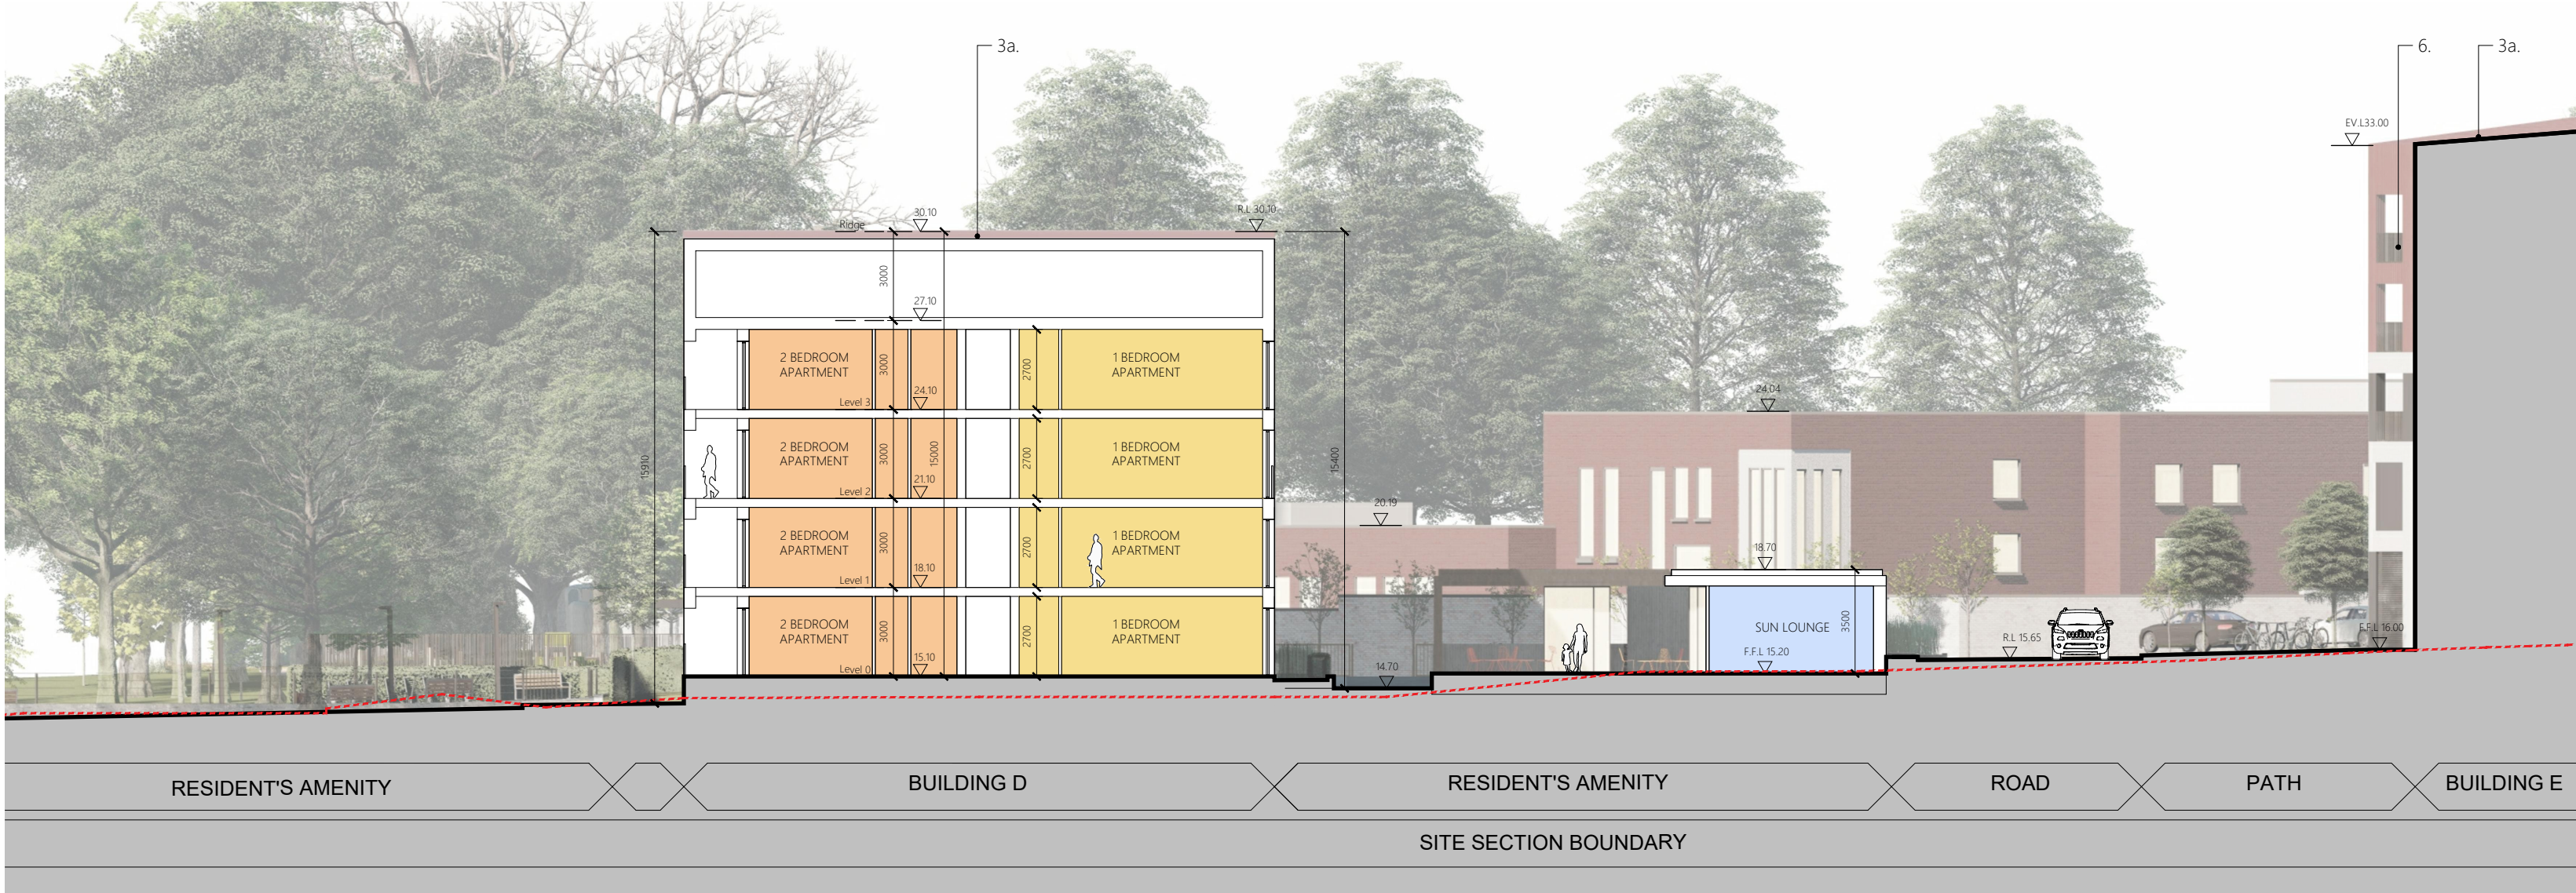 3a.
6.
3a.
EV.L33.00
Ridge
30.10
R.L 30.10
3000
27.10
2 BEDROOM
APARTMENT
3000
2700
1 BEDROOM
APARTMENT
Level 3
24.10
24.04
2 BEDROOM
APARTMENT
3000
15000
2700
1 BEDROOM
APARTMENT
15910
15400
Level 2
21.10
20.19
2 BEDROOM
APARTMENT
3000
2700
1 BEDROOM
APARTMENT
18.70
Level 1
18.10
2 BEDROOM
APARTMENT
3000
2700
1 BEDROOM
APARTMENT
SUN LOUNGE
3500
F.F.L 16.00
R.L 15.65
F.F.L 15.20
Level 0
15.10
14.70
RESIDENT'S AMENITY
BUILDING D
RESIDENT'S AMENITY
ROAD
PATH
BUILDING E
SITE SECTION BOUNDARY